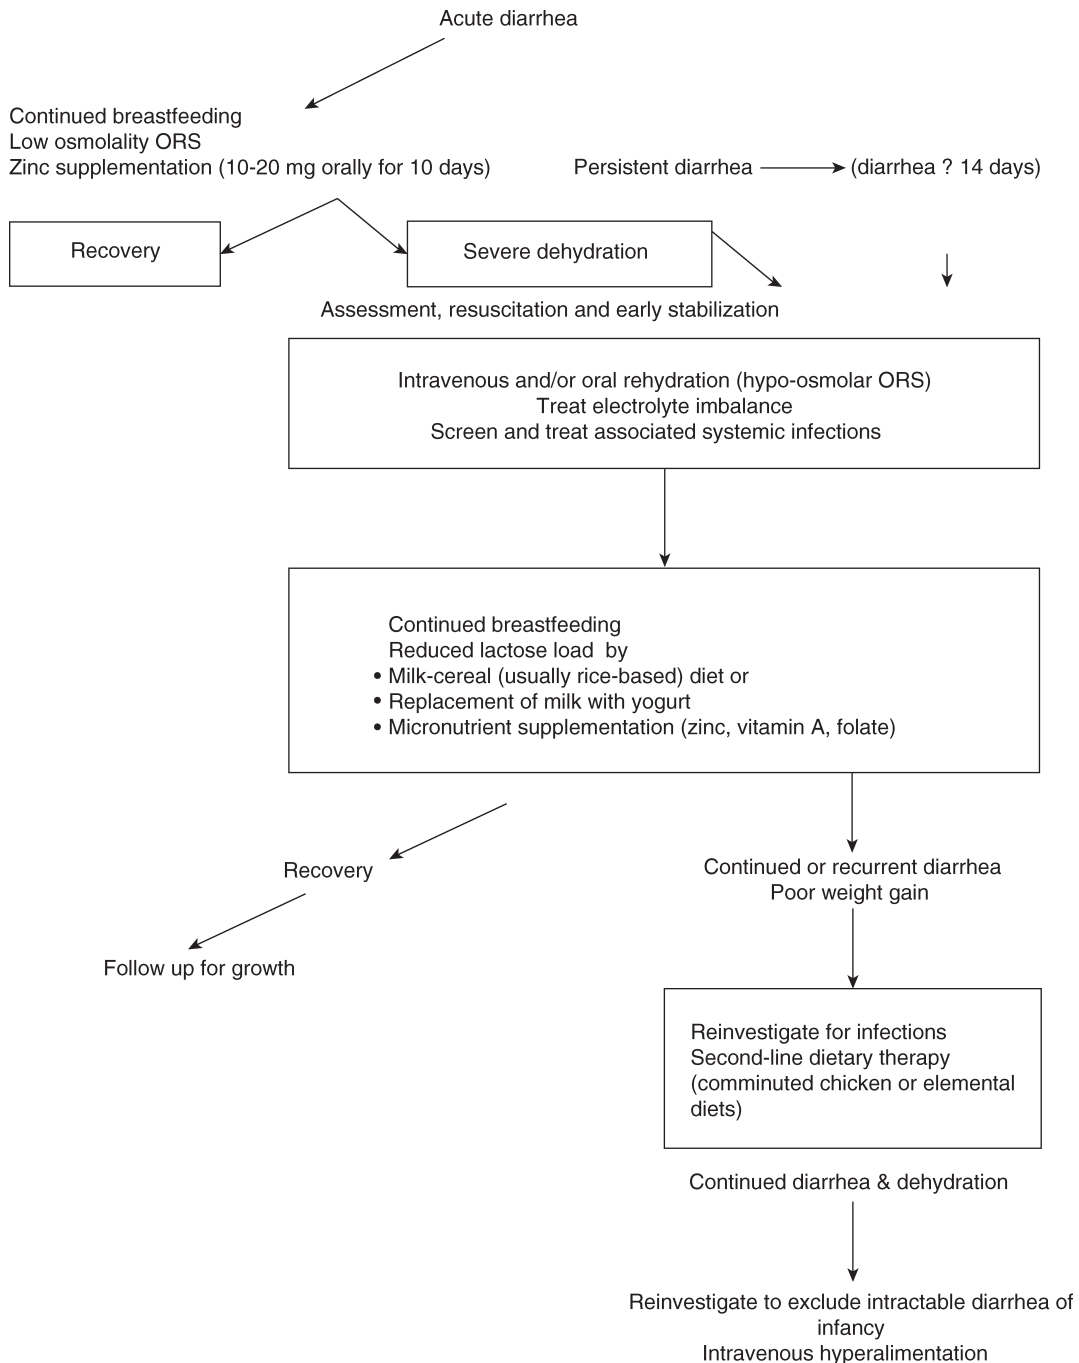 Acute diarrhea
Continued breastfeeding
Low osmolality ORS
Zinc supplementation (10-20 mg orally for 10 days)
Persistent diarrhea
(diarrhea ? 14 days)
Recovery
Severe dehydration
Assessment, resuscitation and early stabilization
Intravenous and/or oral rehydration (hypo-osmolar ORS)
Treat electrolyte imbalance
Screen and treat associated systemic infections
Continued breastfeeding
Reduced lactose load by
• Milk-cereal (usually rice-based) diet or
• Replacement of milk with yogurt
• Micronutrient supplementation (zinc, vitamin A, folate)
Recovery
Follow up for growth
Continued or recurrent diarrhea
Poor weight gain
Reinvestigate for infections
Second-line dietary therapy
(comminuted chicken or elemental
diets)
Continued diarrhea & dehydration
Reinvestigate to exclude intractable diarrhea of
infancy
Intravenous hyperalimentation